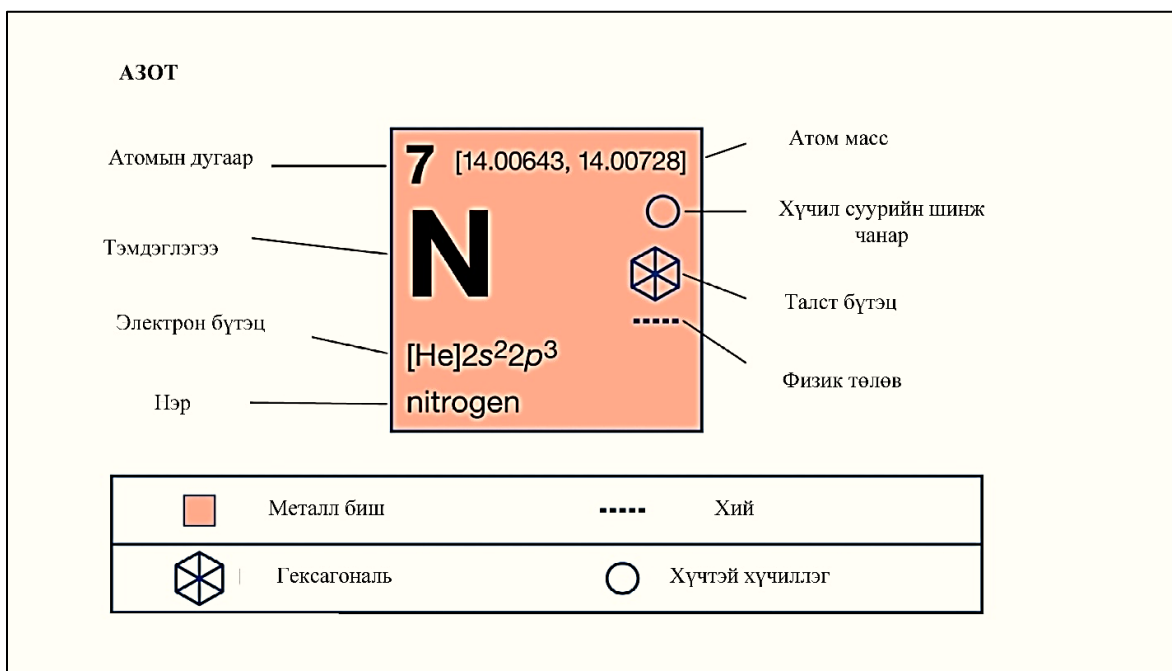 АЗОТ
Атомын дугаар
7 [14.00643, 14.00728]
Атом масс
Тэмдэглэгээ
N
Хүчил суурийн шинж
чанар
Талст бүтэц
Электрон бүтэц
[He]2s²2p³
Физик төлөв
Нэр
nitrogen
Металл биш
Хий
Гексагональ
Хүчтэй хүчиллэг